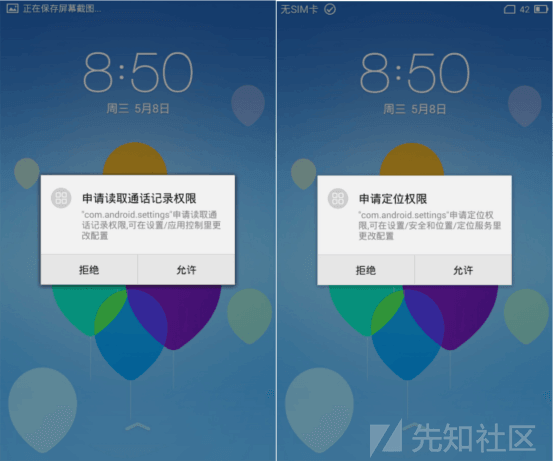 正在保存屏幕截图...
8:50
周三 5月8日
申请读取通话记录权限
"com.android.settings"申请读取通
话记录权限,可在设置/应用控制里更
改配置
拒绝 允许
无SIM卡 42
8:50
周三 5月8日
申请定位权限
"com.android.settings"申请定位权
限,可在设置/安全和位置/定位服务里
更改配置
拒绝 允许
先知社区